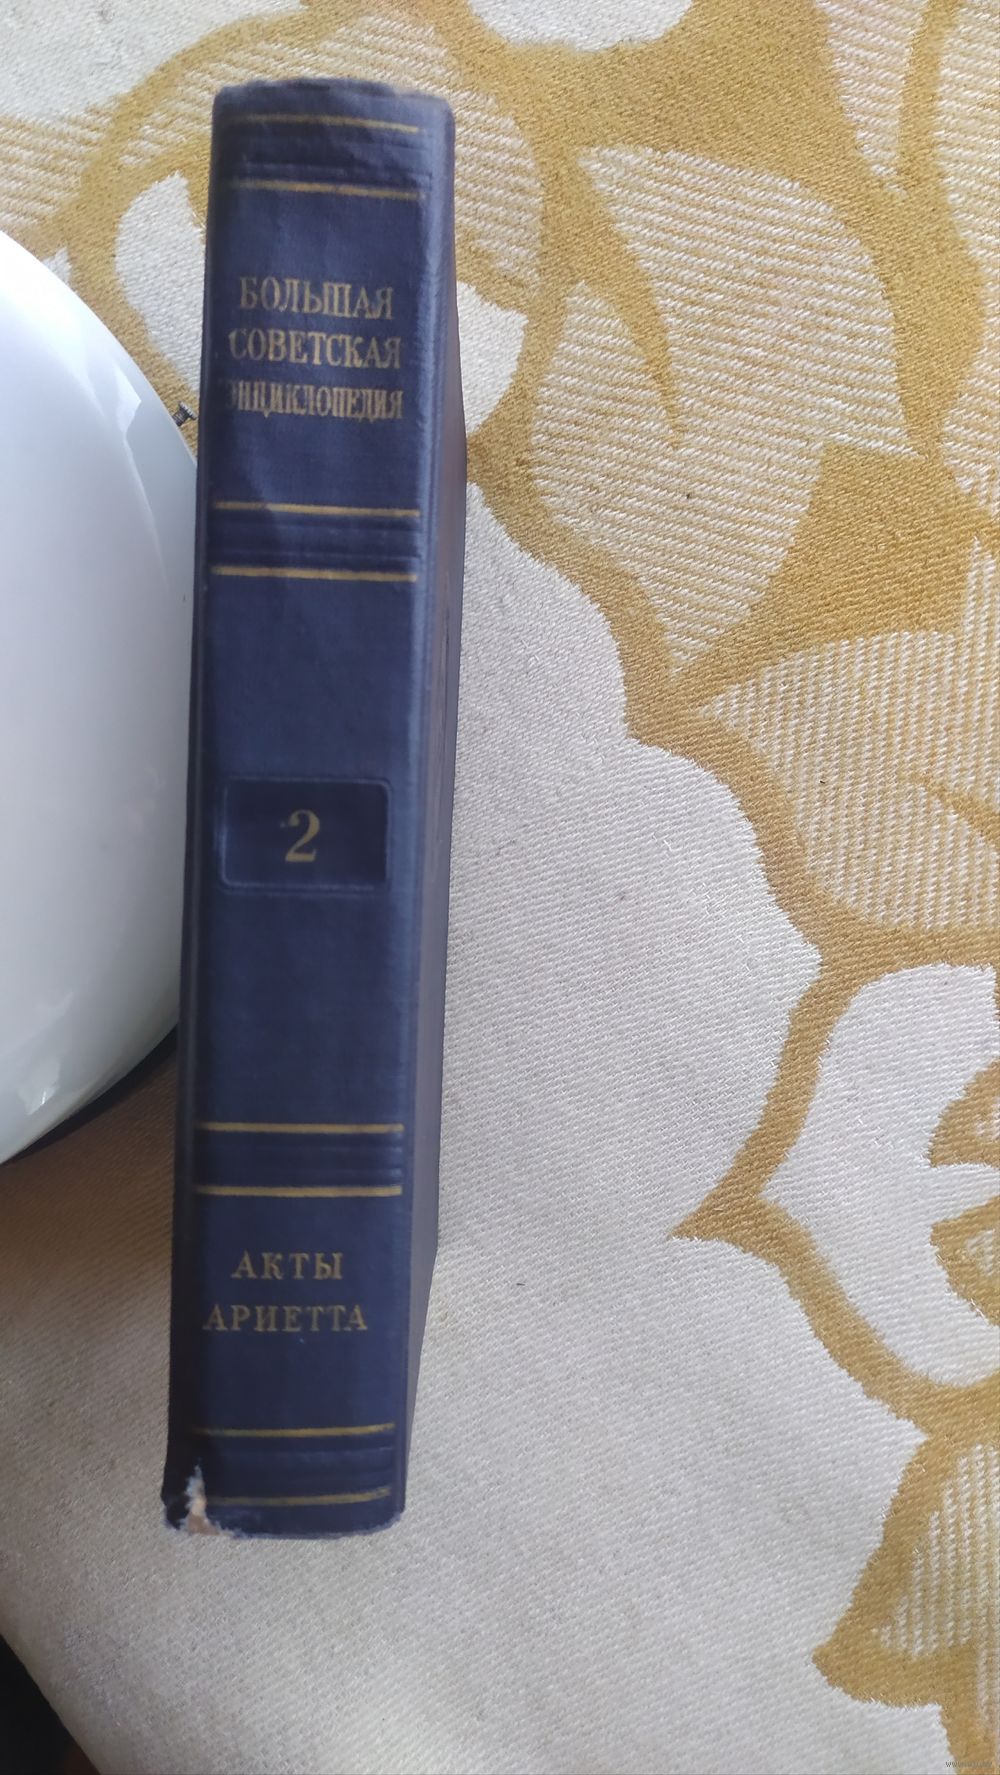 БОЛЬШАЯ
СОВЕТСКАЯ
ЭНЦИКЛОПЕДИЯ
2
АКТЫ
АРИЕТТА